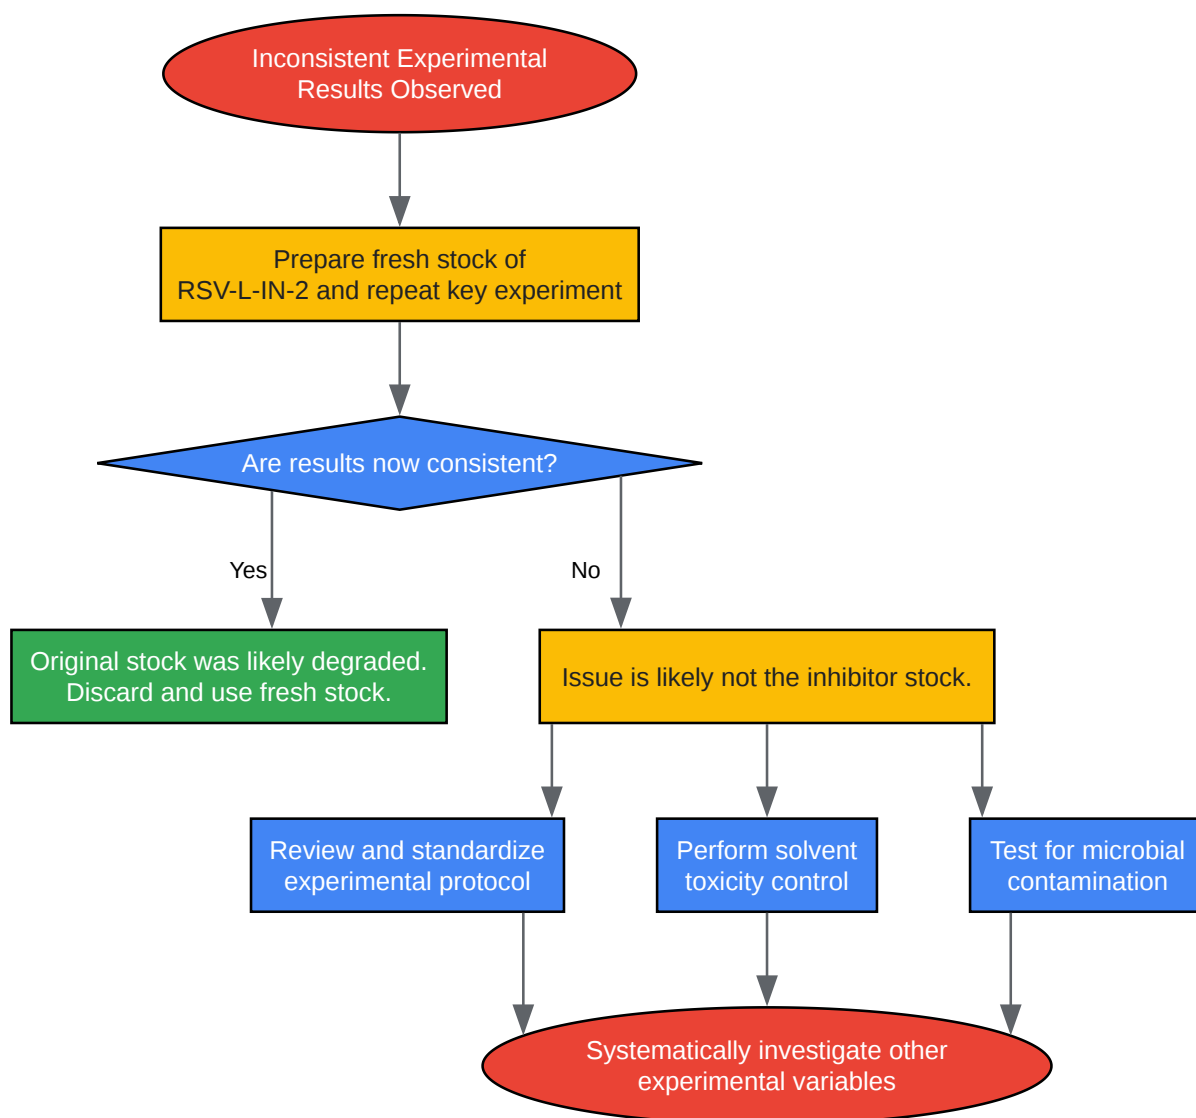 Inconsistent Experimental
Results Observed
Prepare fresh stock of
RSV-L-IN-2 and repeat key experiment
Are results now consistent?
Yes
No
Original stock was likely degraded.
Discard and use fresh stock.
Issue is likely not the inhibitor stock.
Review and standardize
experimental protocol
Perform solvent
toxicity control
Test for microbial
contamination
Systematically investigate other
experimental variables